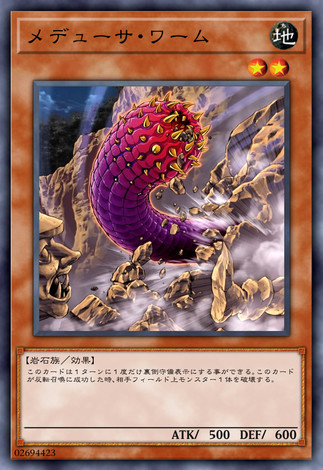 メデューサ・ワーム
地
【岩石族／効果】
このカードは１ターンに１度だけ裏側守備表示にする事ができる。このカード
が反転召喚に成功した時、相手フィールド上モンスター１体を破壊する。
ATK/ 500 DEF/ 600
02694423